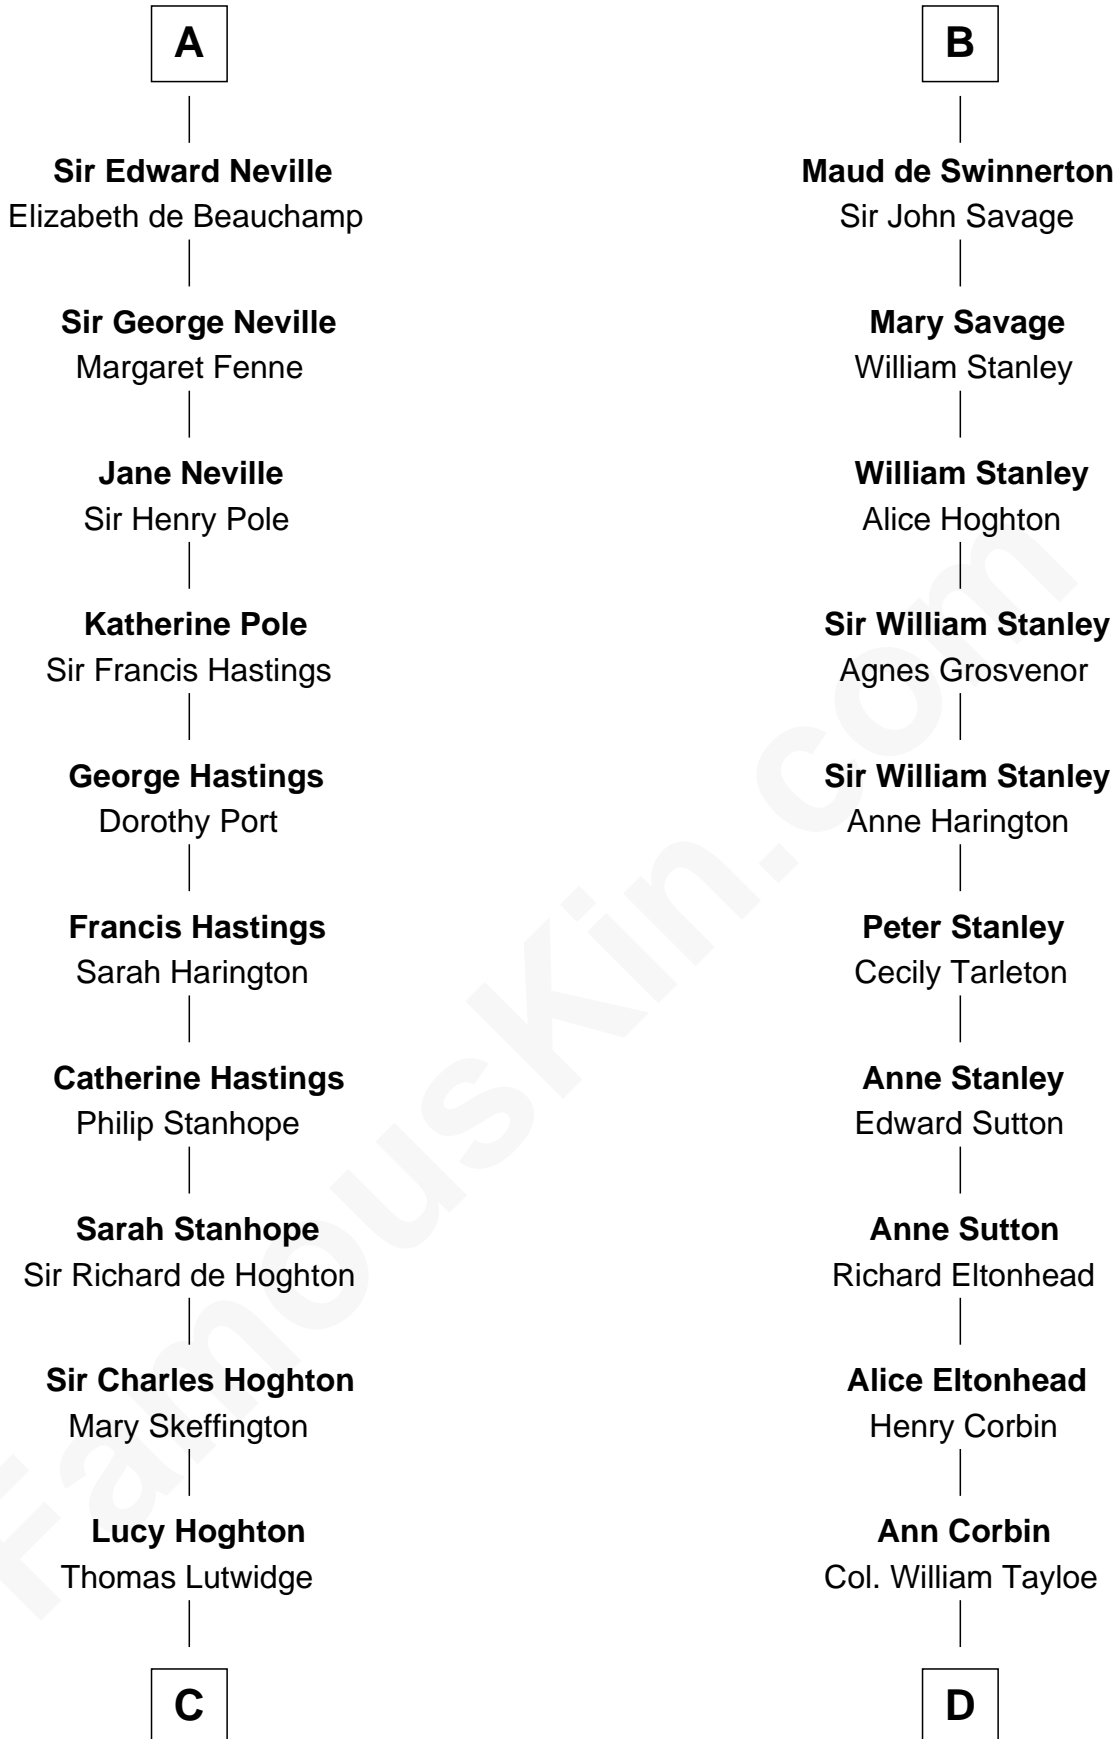 A
Sir Edward Neville
Elizabeth de Beauchamp
Sir George Neville
Margaret Fenne
Jane Neville
Sir Henry Pole
Katherine Pole
Sir Francis Hastings
George Hastings
Dorothy Port
Francis Hastings
Sarah Harington
Catherine Hastings
Philip Stanhope
Sarah Stanhope
Sir Richard de Hoghton
Sir Charles Hoghton
Mary Skeffington
Lucy Hoghton
Thomas Lutwidge
C
B
Maud de Swinnerton
Sir John Savage
Mary Savage
William Stanley
William Stanley
Alice Hoghton
Sir William Stanley
Agnes Grosvenor
Sir William Stanley
Anne Harington
Peter Stanley
Cecily Tarleton
Anne Stanley
Edward Sutton
Anne Sutton
Richard Eltonhead
Alice Eltonhead
Henry Corbin
Ann Corbin
Col. William Tayloe
D
FamousKin.com